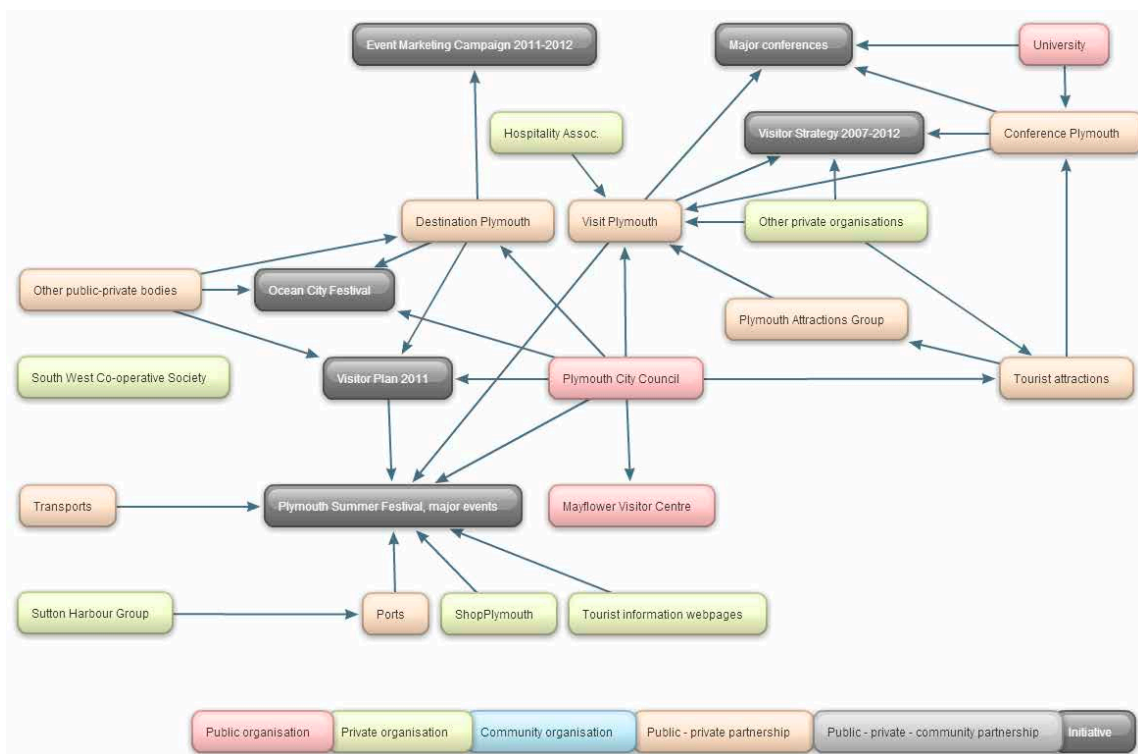 Event Marketing Campaign 2011-2012
Major conferences
University
Hospitality Assoc.
Visitor Strategy 2007-2012
Conference Plymouth
Destination Plymouth
Visit Plymouth
Other private organisations
Other public-private bodies
Ocean City Festival
Plymouth Attractions Group
South West Co-operative Society
Visitor Plan 2011
Plymouth City Council
Tourist attractions
Transports
Plymouth Summer Festival, major events
Mayflower Visitor Centre
Sutton Harbour Group
Ports
ShopPlymouth
Tourist information webpages
Public organisation
Private organisation
Community organisation
Public - private partnership
Public - private - community partnership
Initiative